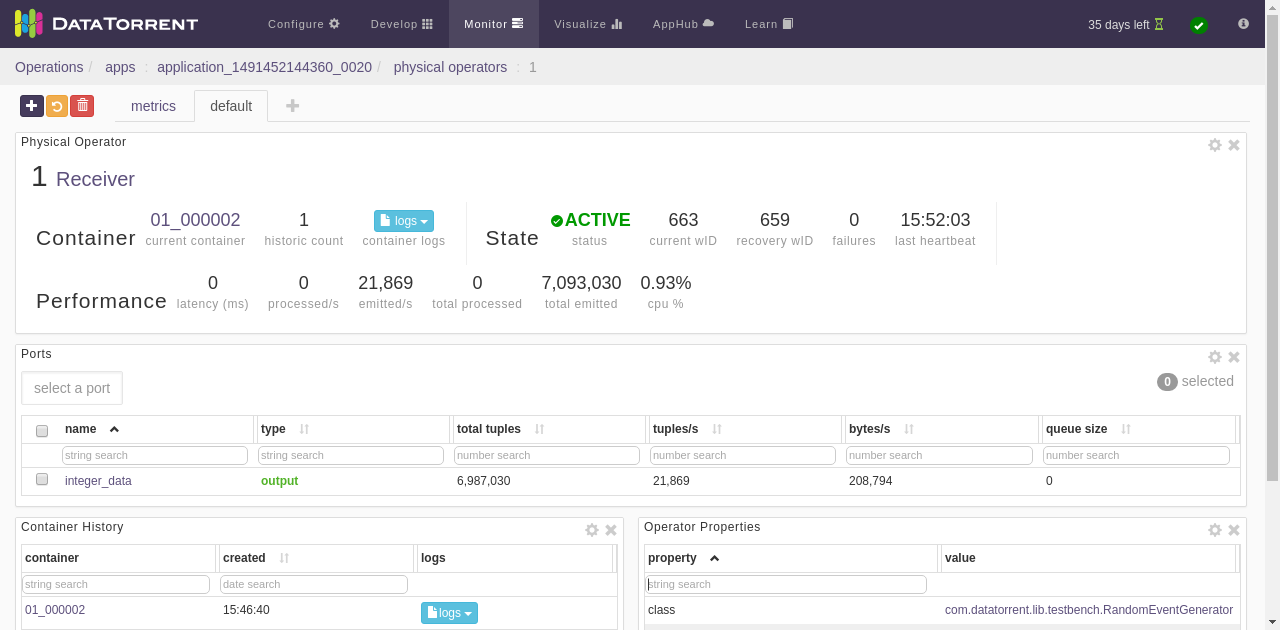 DATATORRENT Configure Develop Monitor Visualize AppHub Learn 35 days left
Operations / apps : application_1491452144360_0020 / physical operators : 1
metrics default
Physical Operator
1 Receiver
Container 01_000002 current container 1 historic count logs container logs State ACTIVE status 663 current wID 659 recovery wID 0 failures 15:52:03 last heartbeat
Performance 0 latency (ms) 0 processed/s 21,869 emitted/s 0 total processed 7,093,030 total emitted 0.93% cpu %
Ports
select a port 0 selected
name type total tuples tuples/s bytes/s queue size
string search string search number search number search number search number search
integer_data output 6,987,030 21,869 208,794 0
Container History
container created logs
string search date search
01_000002 15:46:40 logs
Operator Properties
property value
string search
class com.datatorrent.lib.testbench.RandomEventGenerator